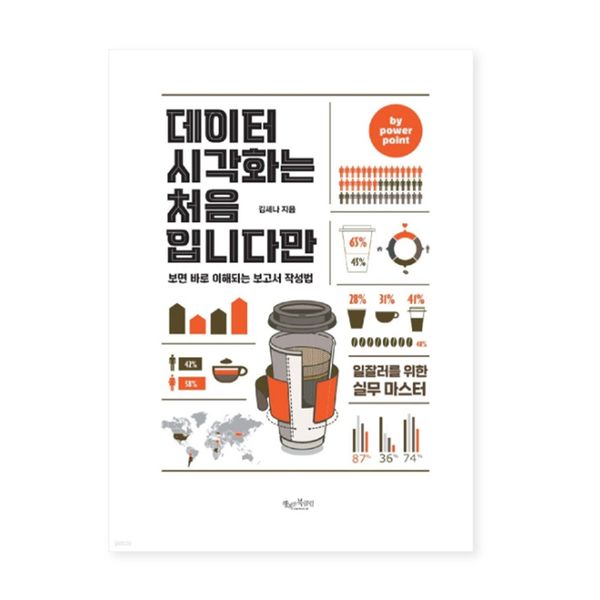 데이터
시각화는
처음
입니다만
김세나 지음
보면 바로 이해되는 보고서 작성법
by
power
point
65%
45%
28% 31% 41%
48%
42%
58%
일잘러를 위한
실무 마스터
87% 36% 74%